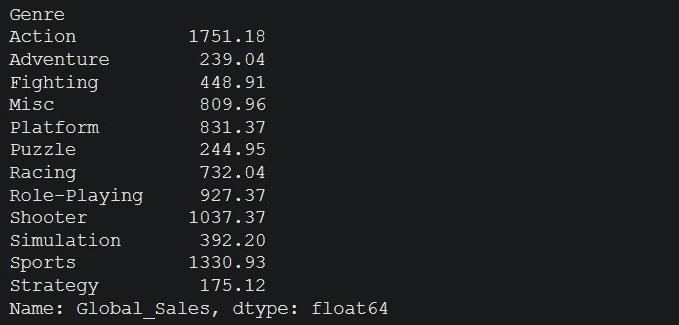 Genre
Action          1751.18
Adventure        239.04
Fighting         448.91
Misc             809.96
Platform         831.37
Puzzle           244.95
Racing           732.04
Role-Playing     927.37
Shooter         1037.37
Simulation       392.20
Sports          1330.93
Strategy         175.12
Name: Global_Sales, dtype: float64